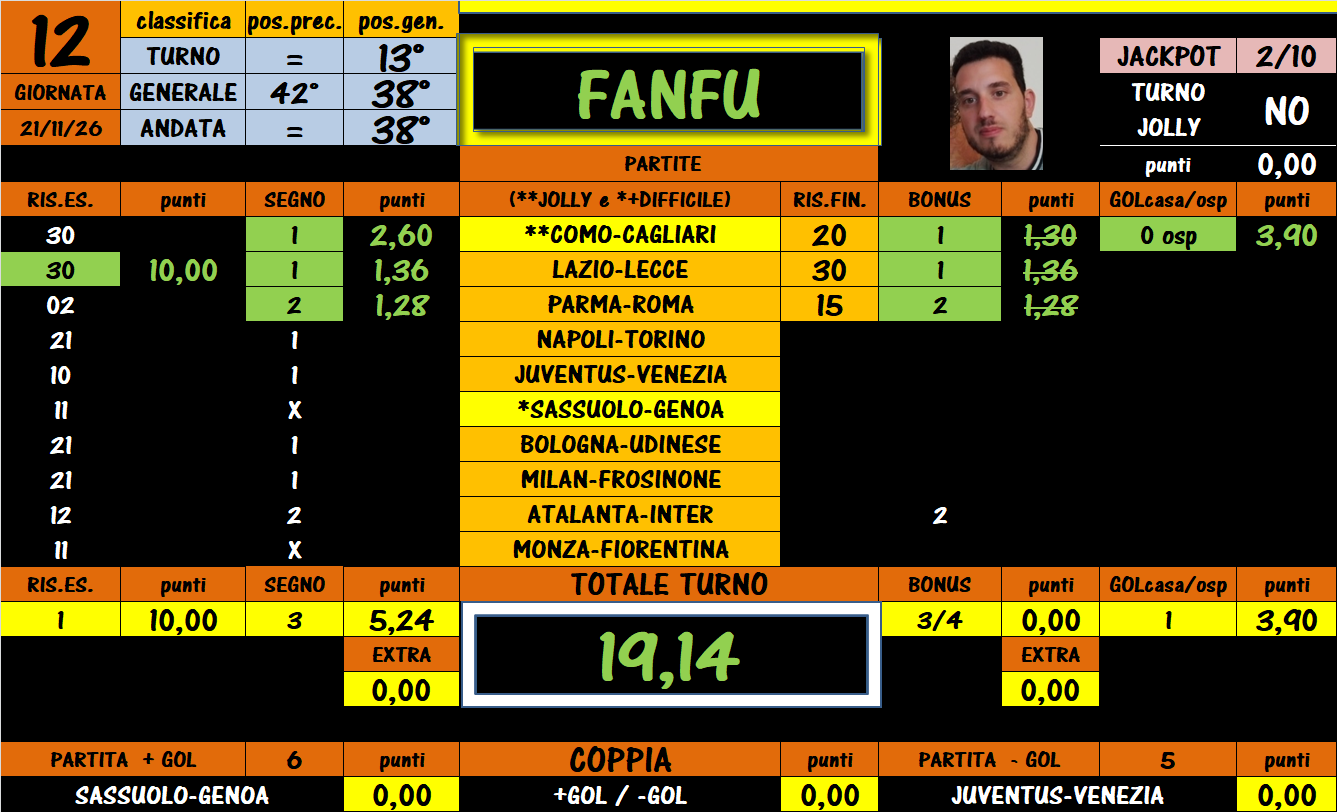 12 classifica pos.prec. pos.gen.
TURNO = 13°
GIORNATA GENERALE 42° 38°
21/11/26 ANDATA = 38°
FANFU
JACKPOT 2/10
TURNO JOLLY NO
punti 0,00
PARTITE
RIS.ES. punti SEGNO punti (**JOLLY e *+DIFFICILE) RIS.FIN. BONUS punti GOLcasa/osp punti
30 1 2,60 **COMO-CAGLIARI 20 1 1,30 0 osp 3,90
30 10,00 1 1,36 LAZIO-LECCE 30 1 1,36
02 2 1,28 PARMA-ROMA 15 2 1,28
21 1 NAPOLI-TORINO
10 1 JUVENTUS-VENEZIA
11 X *SASSUOLO-GENOA
21 1 BOLOGNA-UDINESE
21 1 MILAN-FROSINONE
12 2 ATALANTA-INTER 2
11 X MONZA-FIORENTINA
RIS.ES. punti SEGNO punti TOTALE TURNO BONUS punti GOLcasa/osp punti
1 10,00 3 5,24 19,14 3/4 0,00 1 3,90
EXTRA EXTRA
0,00 0,00
PARTITA + GOL 6 punti COPPIA punti PARTITA - GOL 5 punti
SASSUOLO-GENOA 0,00 +GOL / -GOL 0,00 JUVENTUS-VENEZIA 0,00